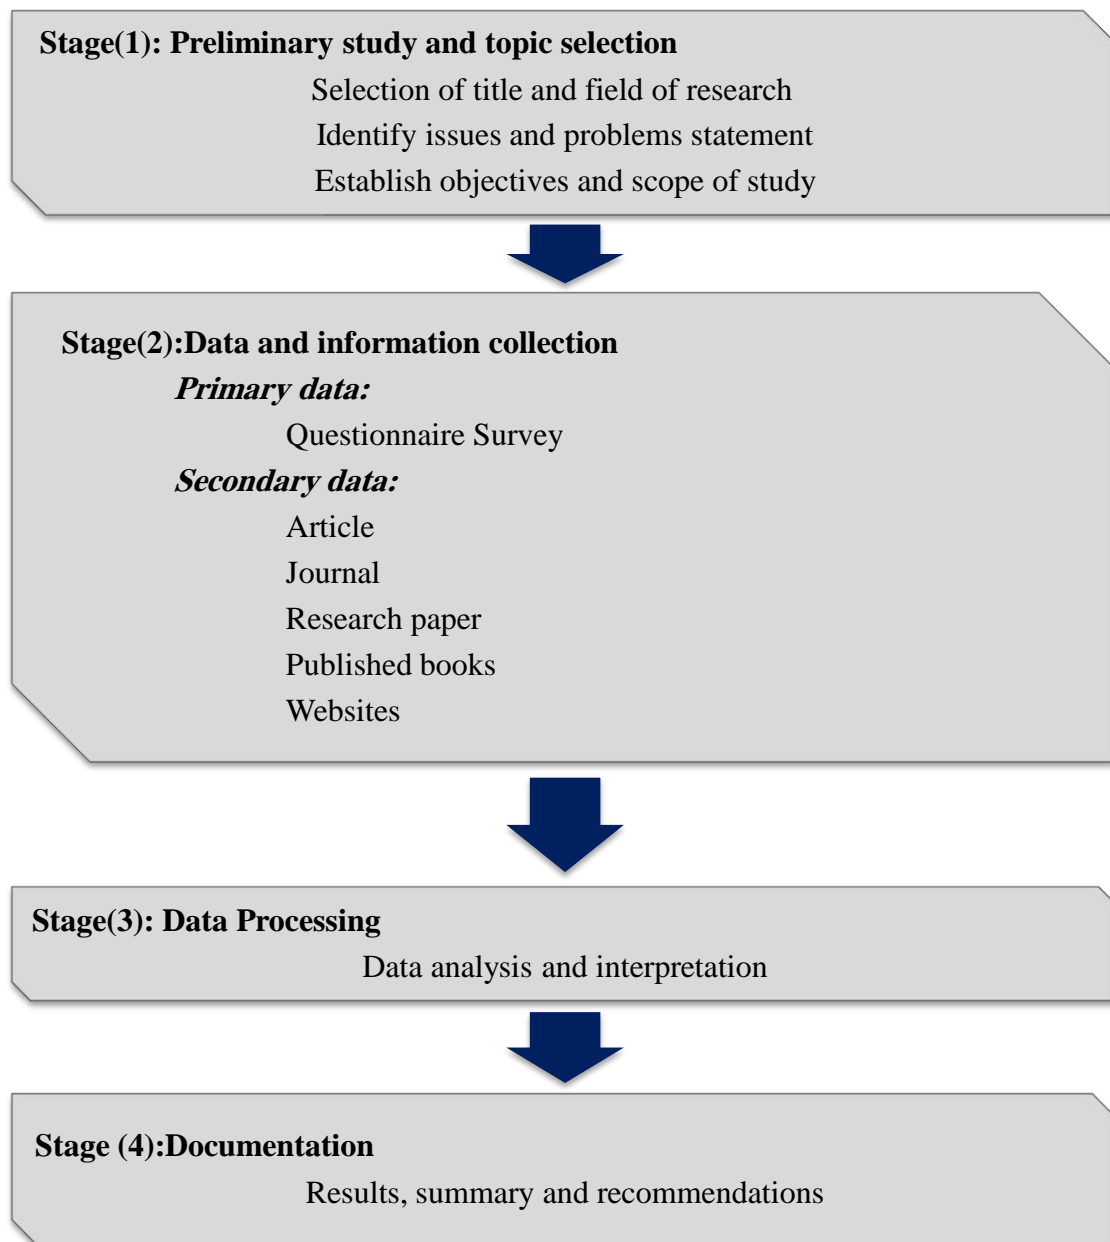 Stage(1): Preliminary study and topic selection
Selection of title and field of research
Identify issues and problems statement
Establish objectives and scope of study
Stage(2):Data and information collection
Primary data:
Questionnaire Survey
Secondary data:
Article
Journal
Research paper
Published books
Websites
Stage(3): Data Processing
Data analysis and interpretation
Stage (4):Documentation
Results, summary and recommendations